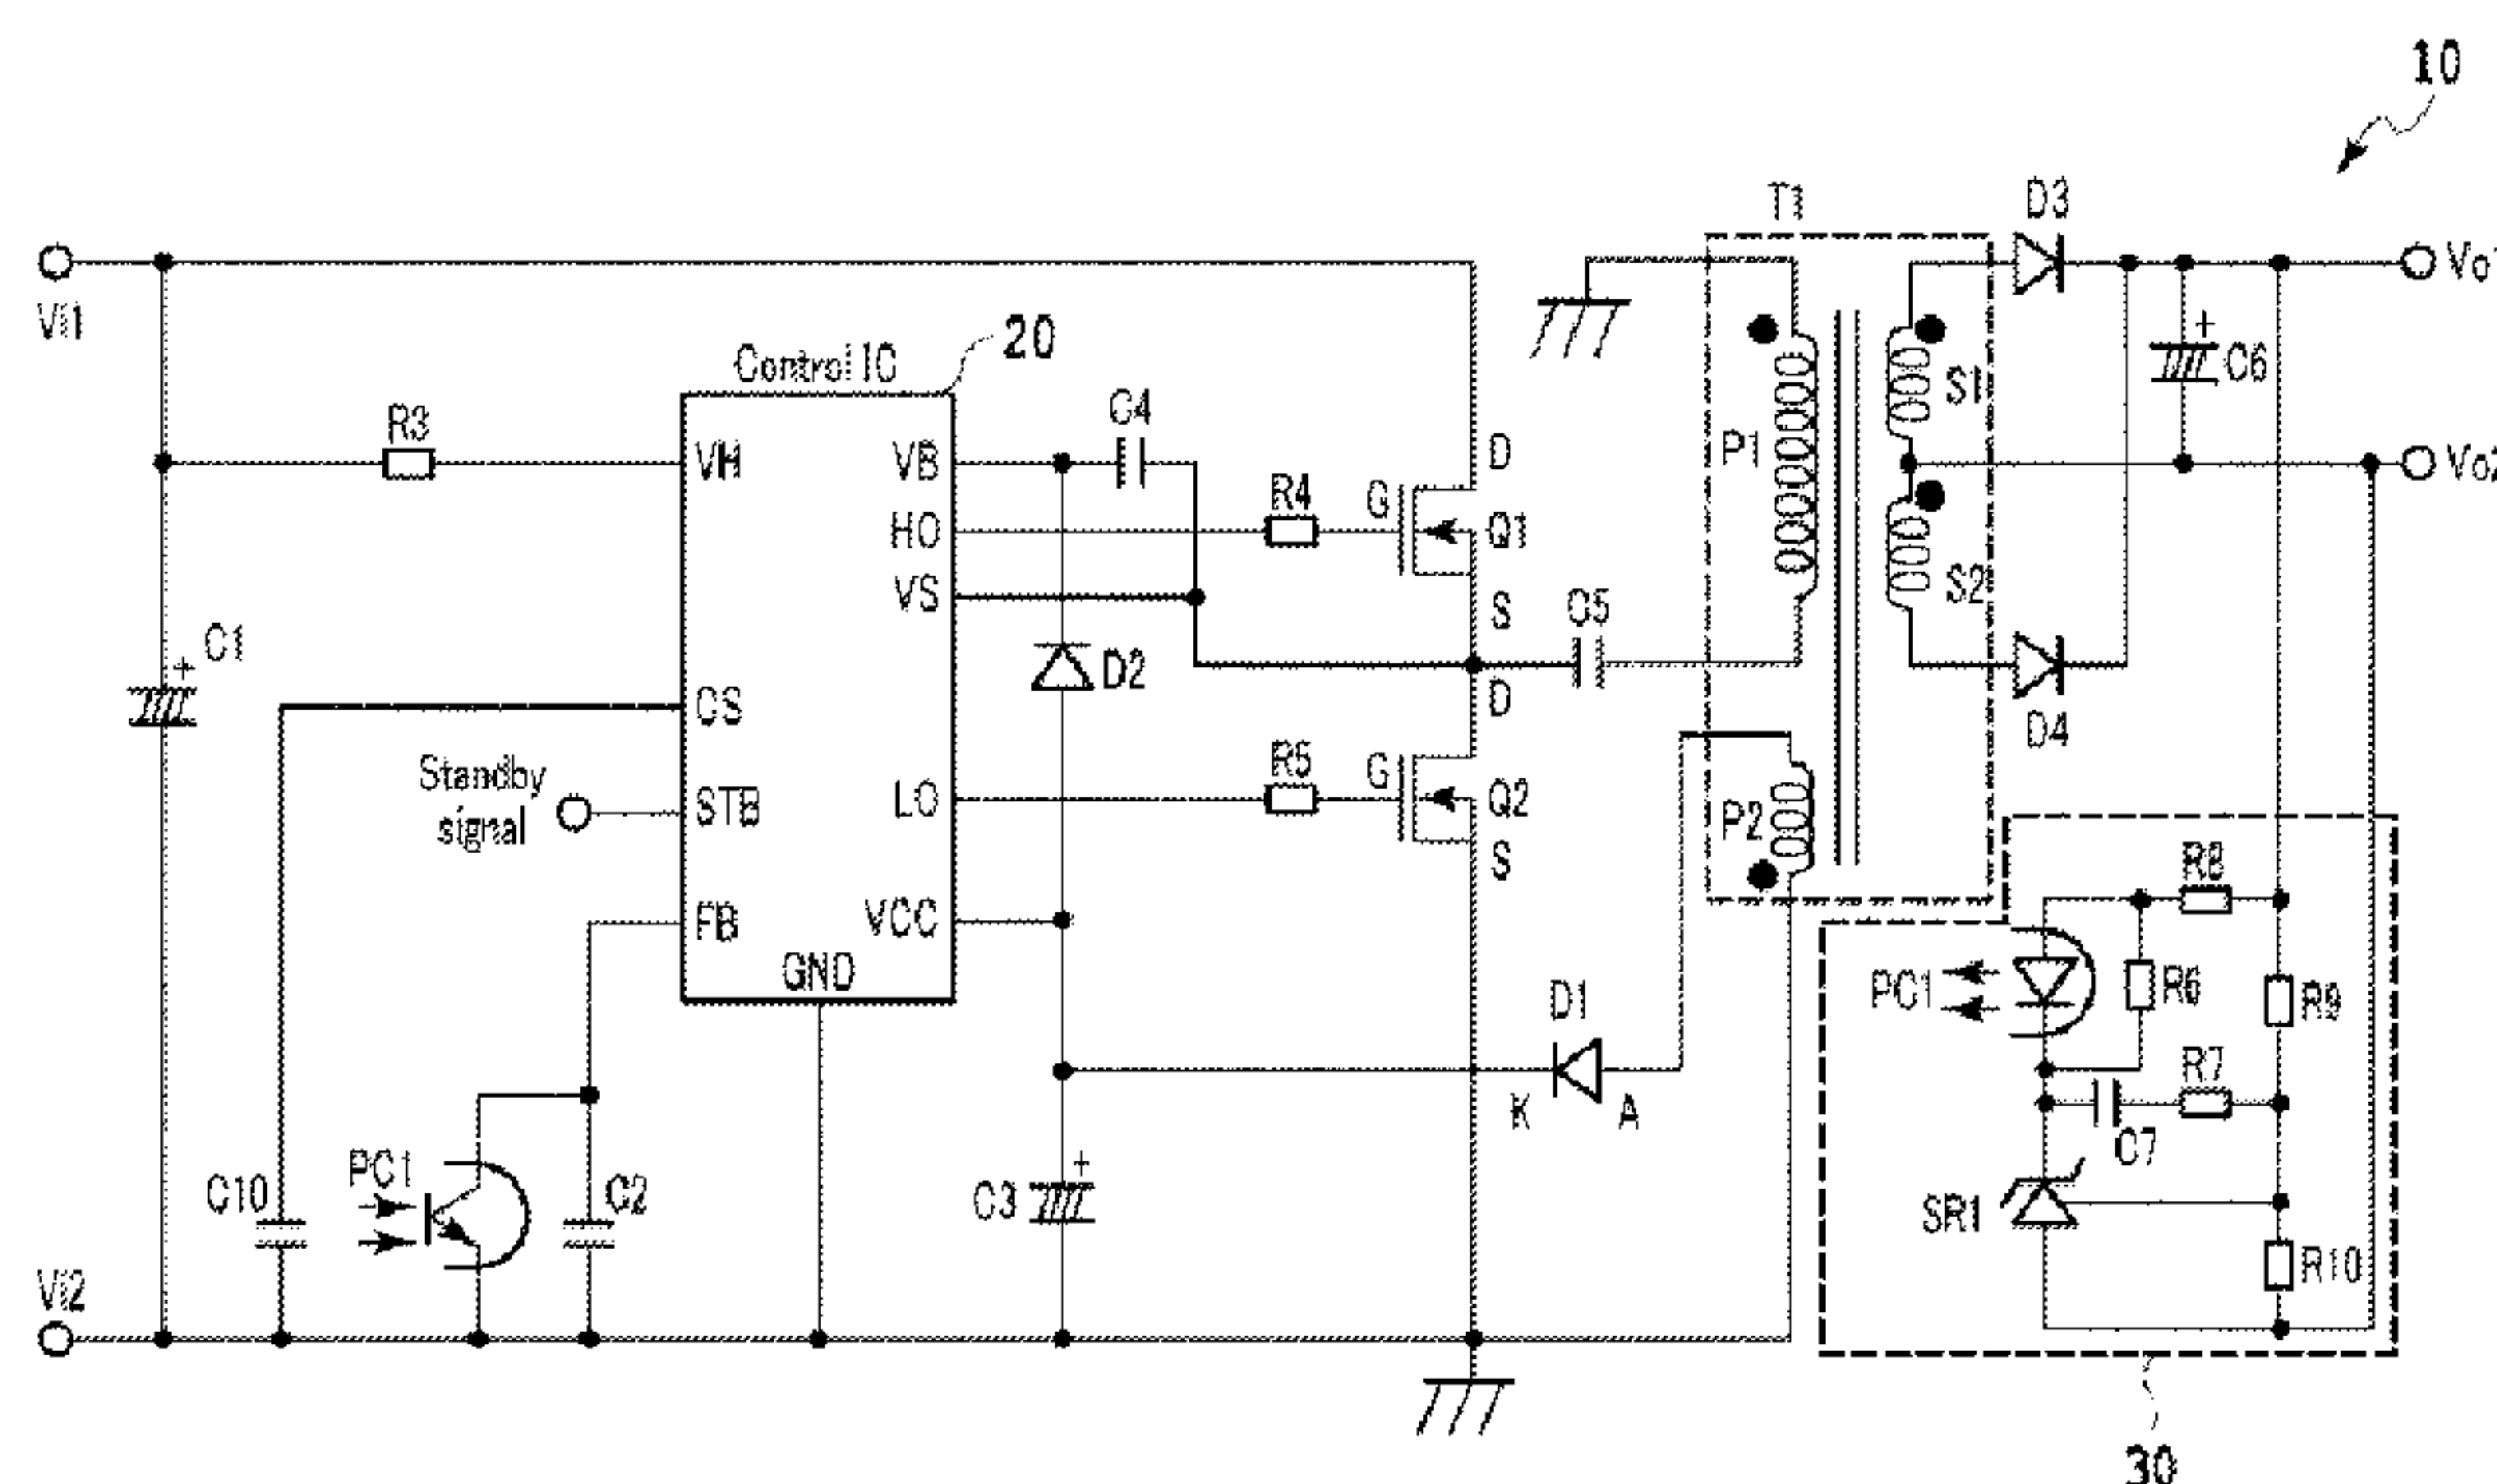 10
T1
D3
Vi1
Vo
20
Control IC
C4
+
C6
R3
S1
P1
D
VH
VB
Vo
R4
G
HO
Q1
VS
S2
S
C5
C1
+
D2
CS
D
D4
Standby
signal
STB
LO
R5
G
Q2
P2
S
R8
FB
VCC
GND
PC1
R6
D1
R9
R7
K
A
C7
PC1
+
C10
C2
C3
SR1
R10
Vi2
30